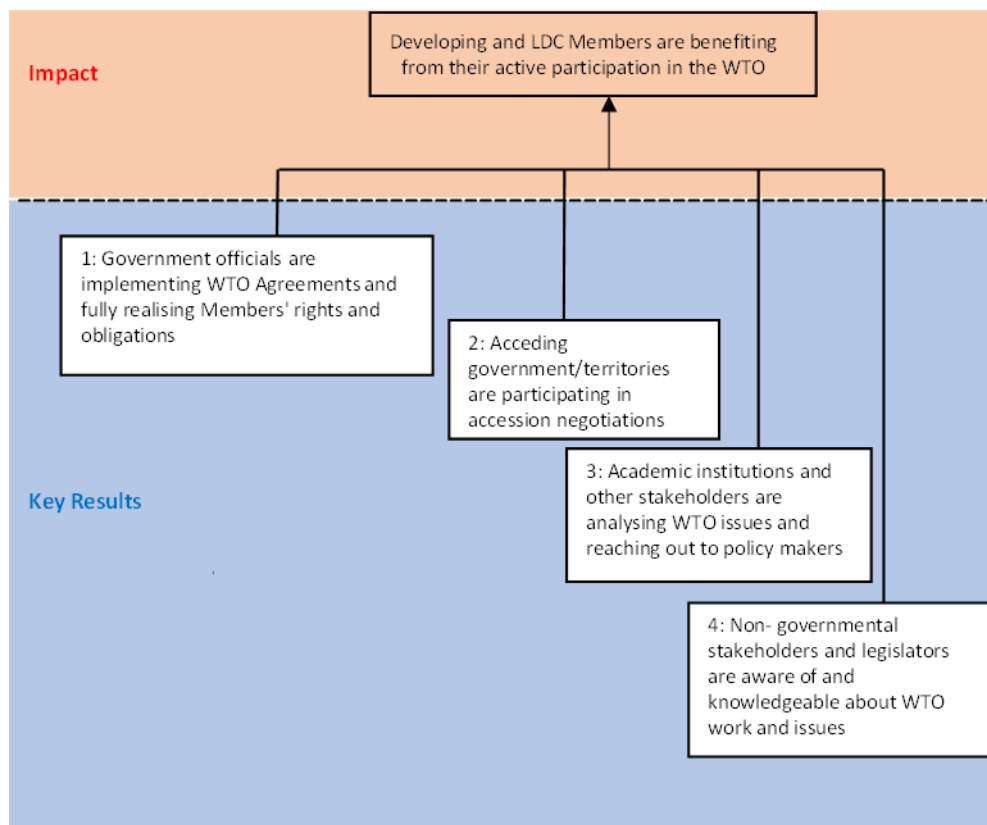 Developing and LDC Members are benefiting
from their active participation in the WTO
Impact
1: Government officials are
implementing WTO Agreements and
fully realising Members' rights and
obligations
2: Acceding
government/territories
are participating in
accession negotiations
3: Academic institutions and
other stakeholders are
analysing WTO issues and
reaching out to policy makers
Key Results
4: Non- governmental
stakeholders and legislators
are aware of and
knowledgeable about WTO
work and issues